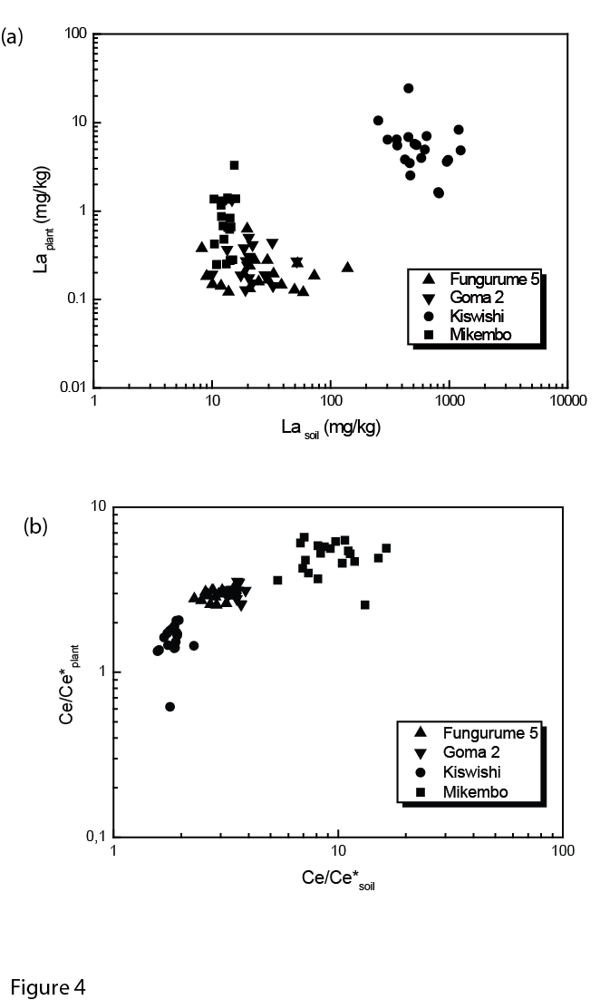 (a)
100
10
1
0.1
0.01
La plant (mg/kg)
Fungurume 5
Goma 2
Kiswishi
Mikembo
1 10 100 1000 10000
La soil (mg/kg)
(b)
10
1
0,1
Ce/Ce*plant
Fungurume 5
Goma 2
Kiswishi
Mikembo
1 10 100
Ce/Ce*soil
Figure 4